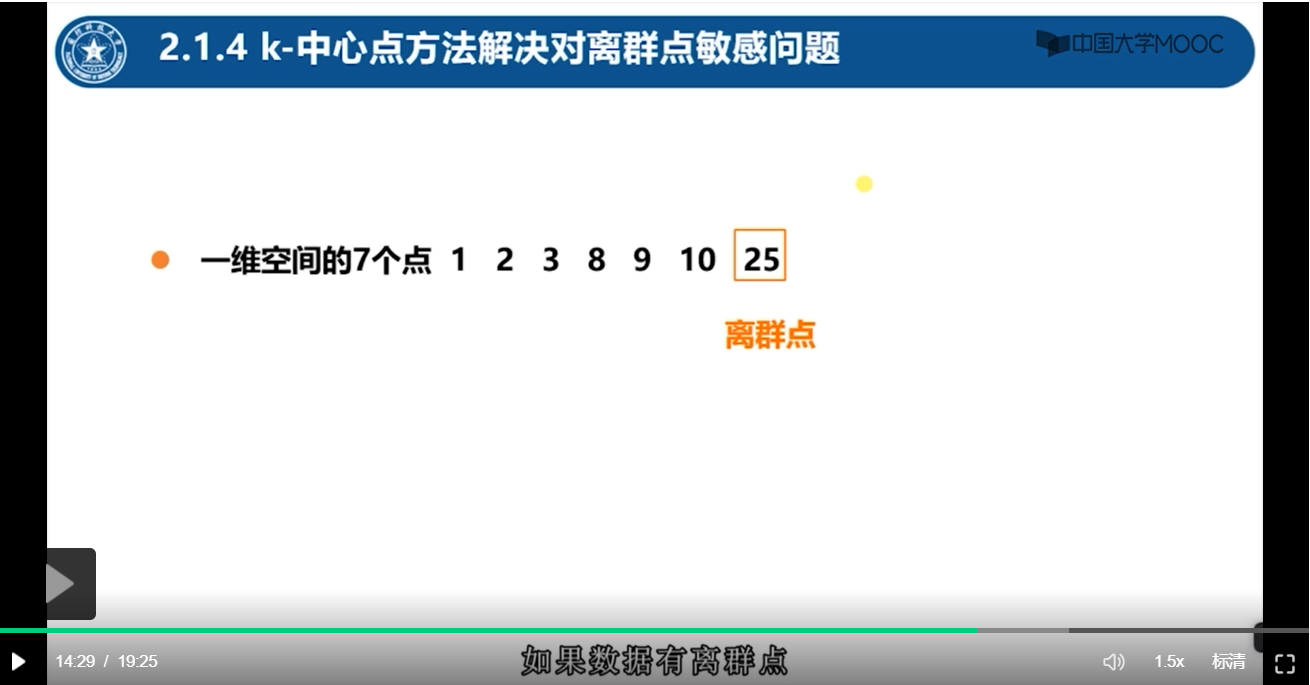 2.1.4 k-中心点方法解决对离群点敏感问题
中国大学MOOC
一维空间的7个点 1 2 3 8 9 10 25
离群点
如果数据有离群点
14:29 / 19:25
1.5x
标清